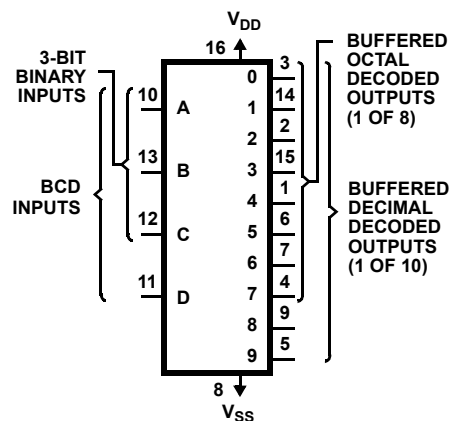 V_DD
16
3-BIT
BINARY
INPUTS
BCD
INPUTS
10 A
13 B
12 C
11 D
0 3
1 14
2 2
3 15
4 1
5 6
6 7
7 4
8 9
9 5
8
V_SS
BUFFERED
OCTAL
DECODED
OUTPUTS
(1 OF 8)
BUFFERED
DECIMAL
DECODED
OUTPUTS
(1 OF 10)